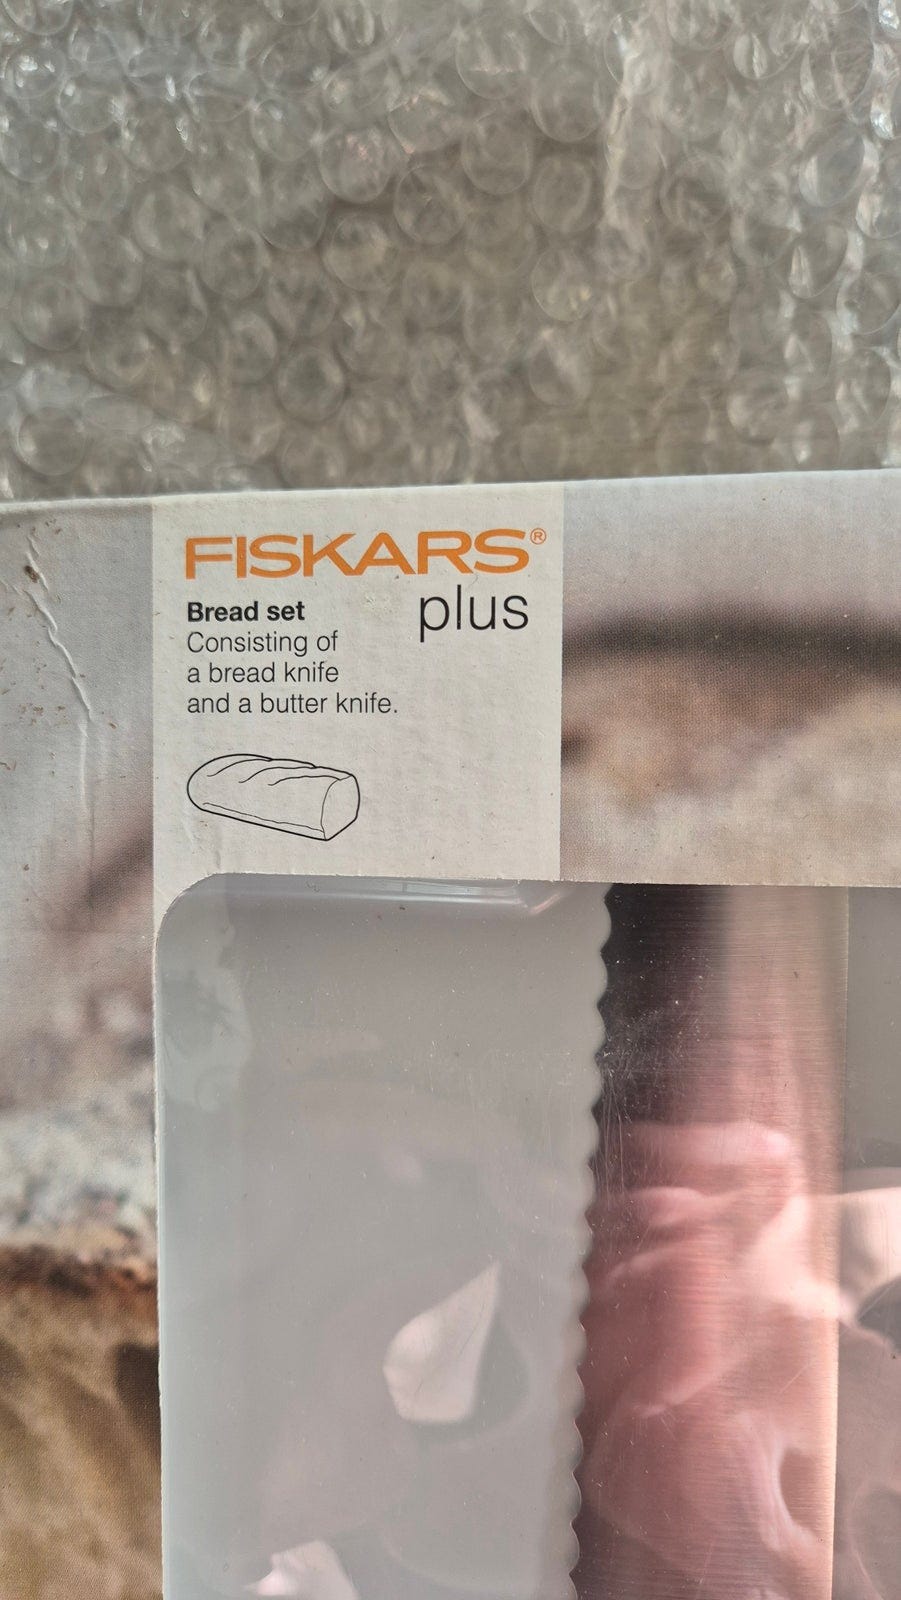 FISKARS®
plus
Bread set
Consisting of
a bread knife
and a butter knife.